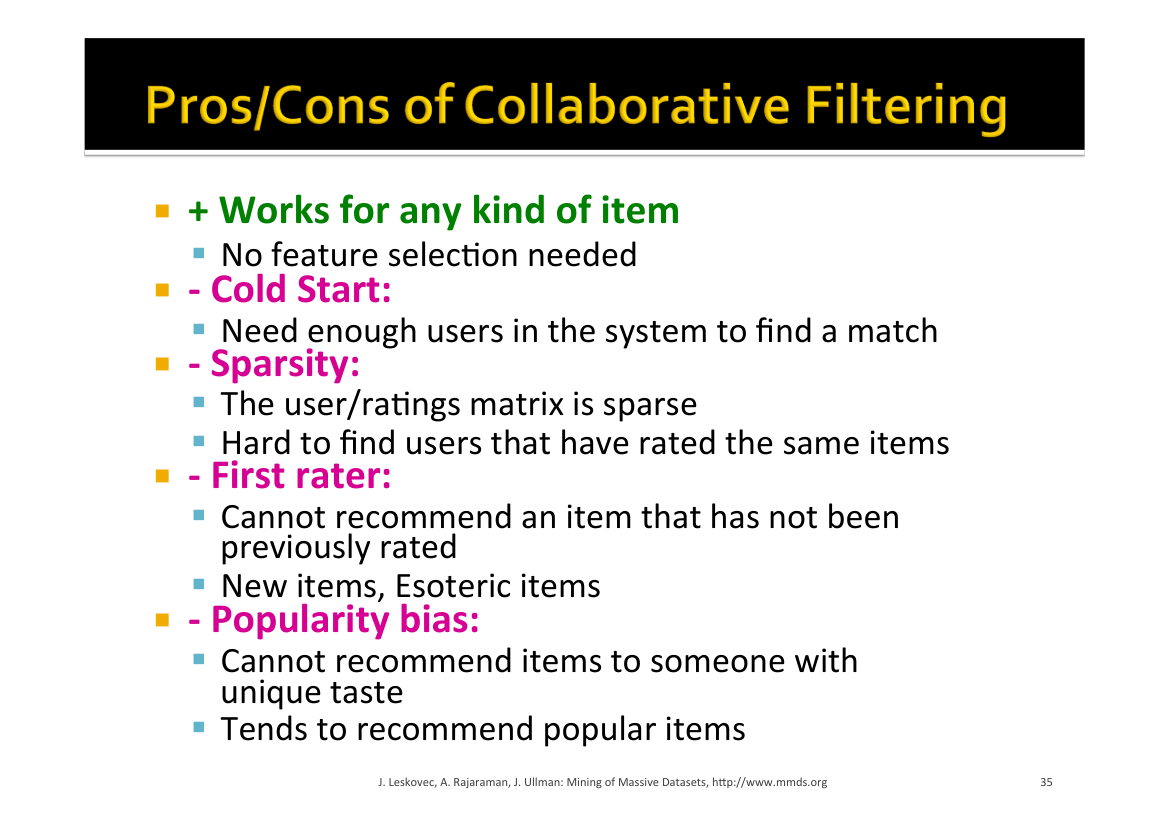 Pros/Cons of Collaborative Filtering
+ Works for any kind of item
No feature selection needed
- Cold Start:
Need enough users in the system to find a match
- Sparsity:
The user/ratings matrix is sparse
Hard to find users that have rated the same items
- First rater:
Cannot recommend an item that has not been
previously rated
New items, Esoteric items
- Popularity bias:
Cannot recommend items to someone with
unique taste
Tends to recommend popular items
J. Leskovec, A. Rajaraman, J. Ullman: Mining of Massive Datasets, http://www.mmds.org
35